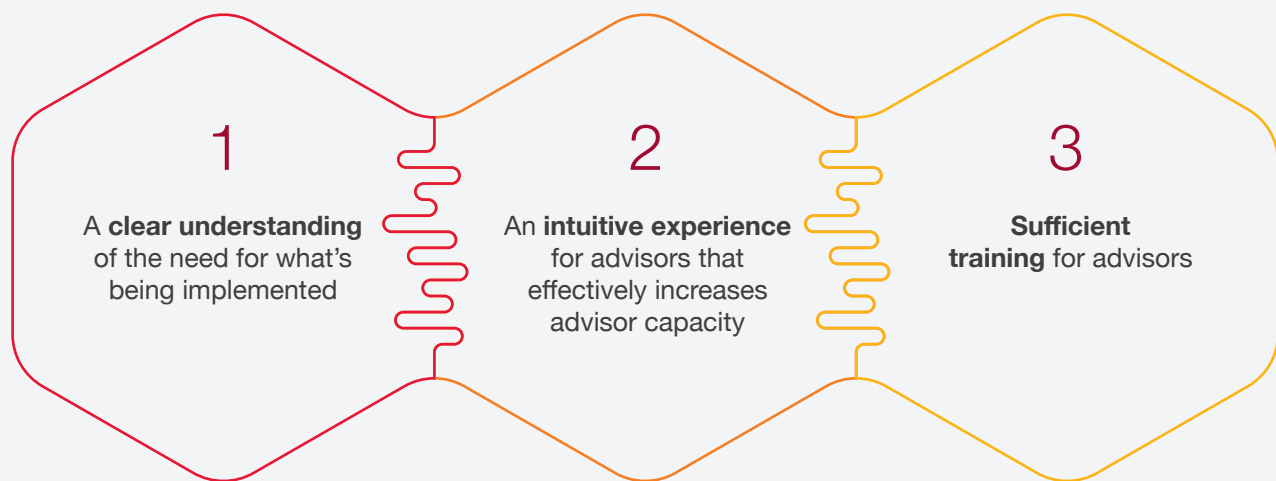 1
A clear understanding
of the need for what's
being implemented
2
An intuitive experience
for advisors that
effectively increases
advisor capacity
3
Sufficient
training for advisors